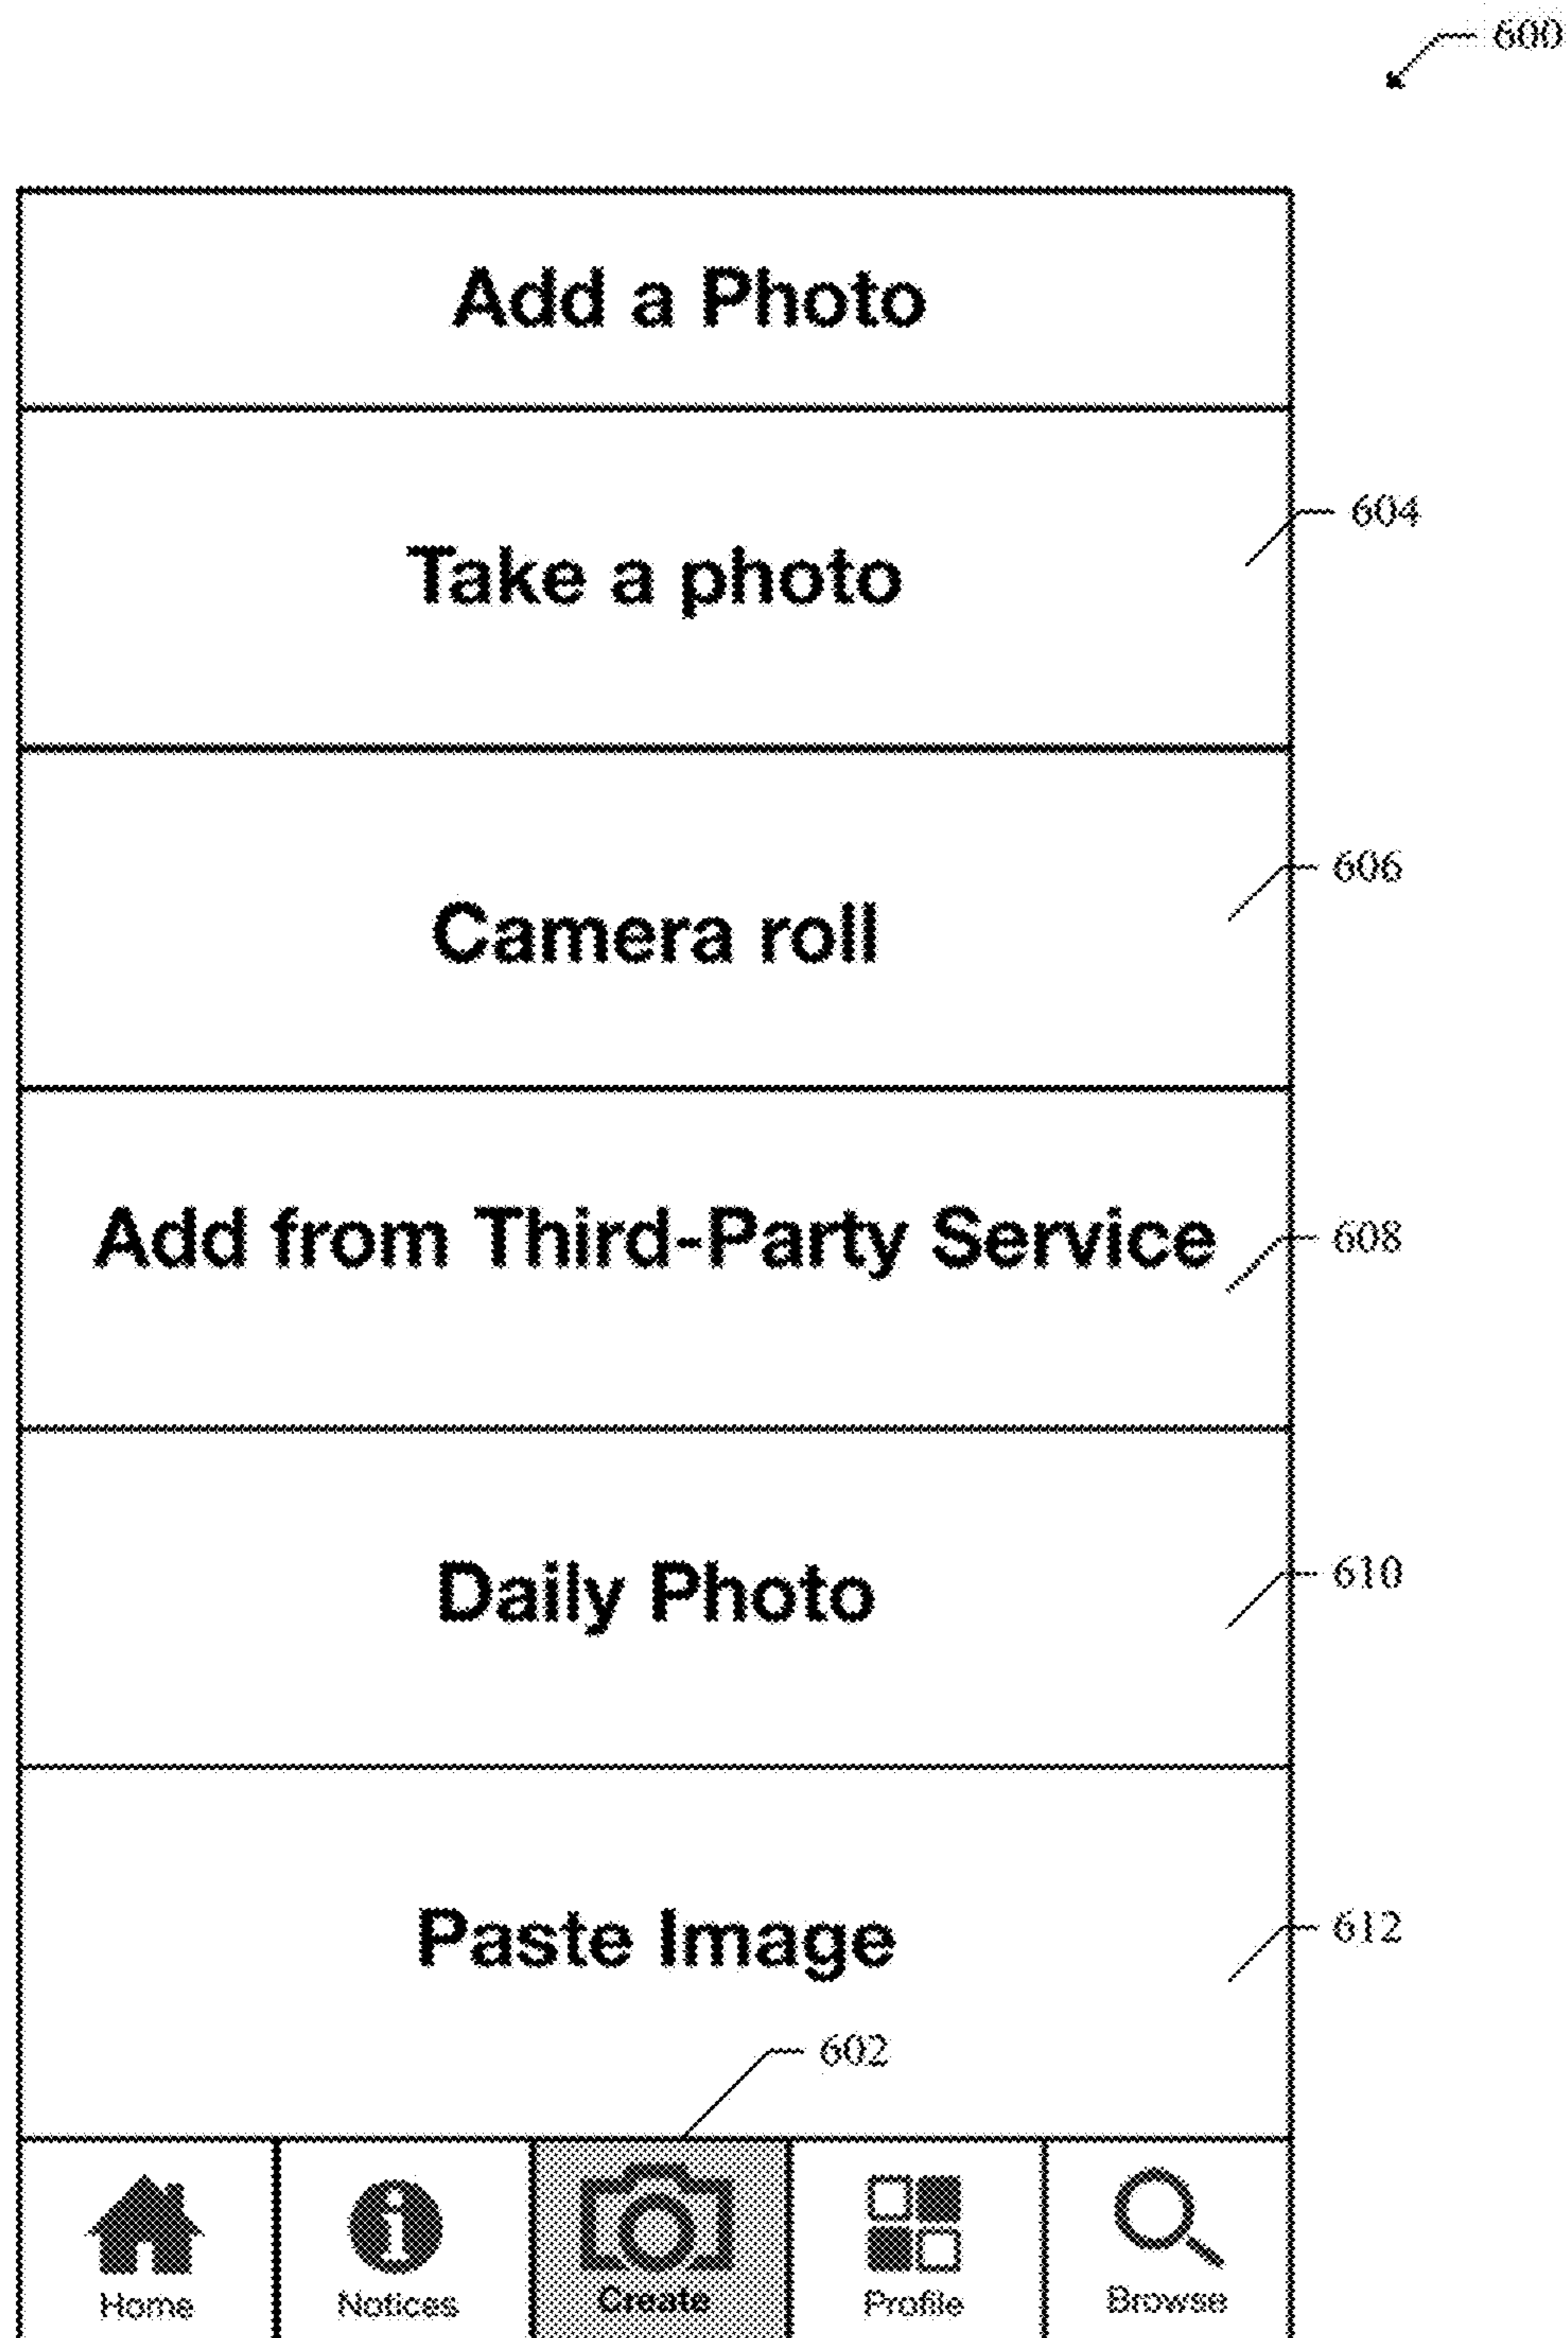 600
Add a Photo
Take a photo
604
Camera roll
606
Add from Third-Party Service
608
Daily Photo
610
Paste Image
612
602
Home
Notices
Create
Profile
Browse